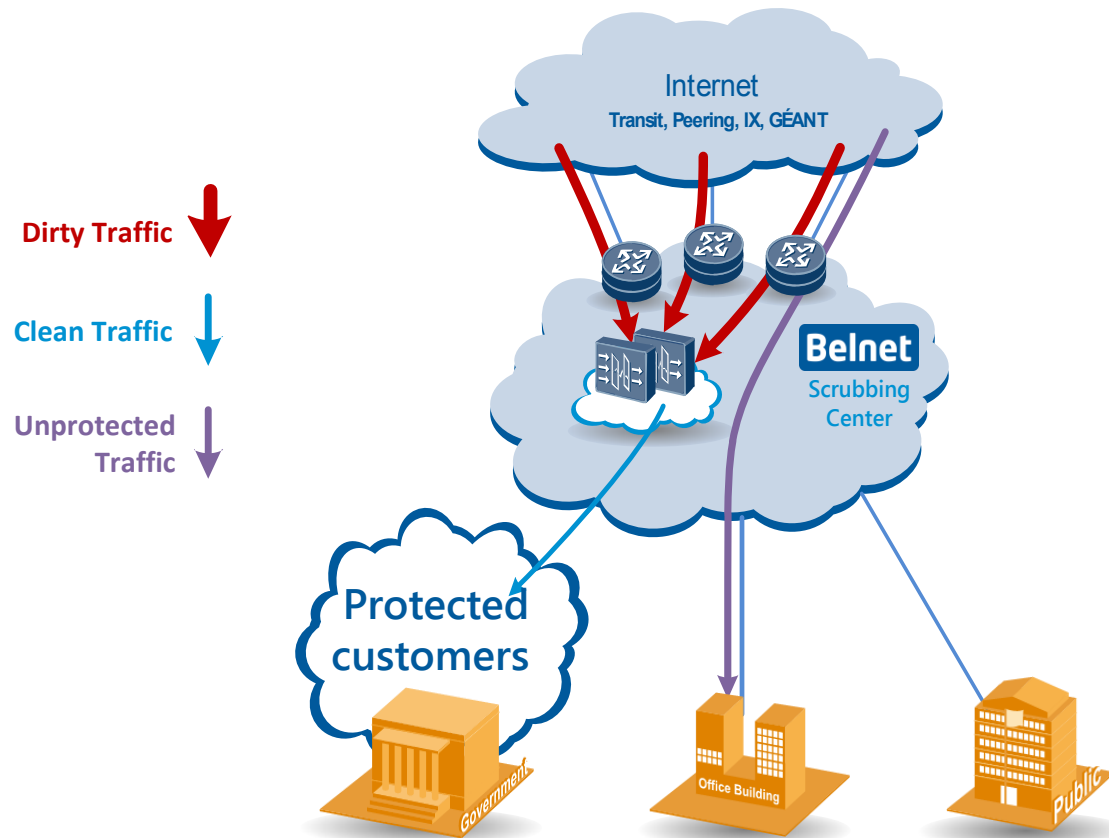 Internet
Transit, Peering, IX, GÉANT
Dirty Traffic
Clean Traffic
Unprotected
Traffic
Belnet
Scrubbing
Center
Protected
customers
Government
Office Building
Public